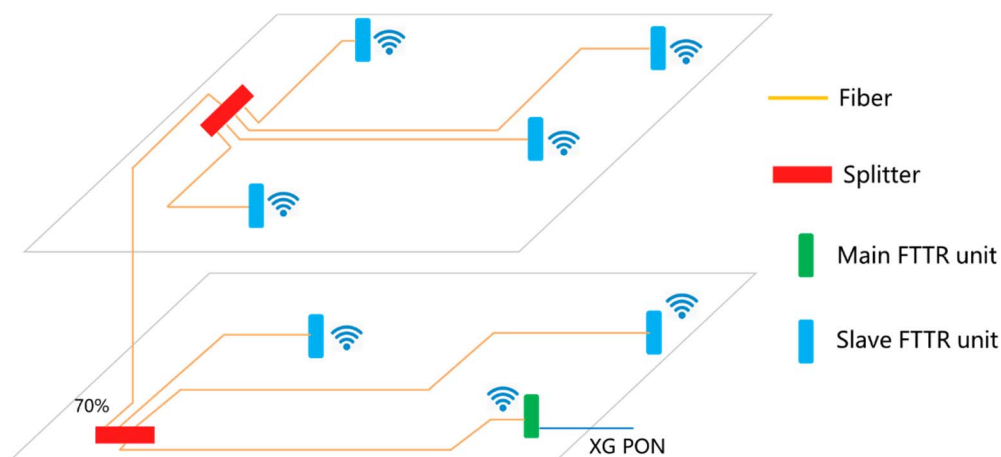 Fiber
Splitter
Main FTTR unit
Slave FTTR unit
70%
XG PON